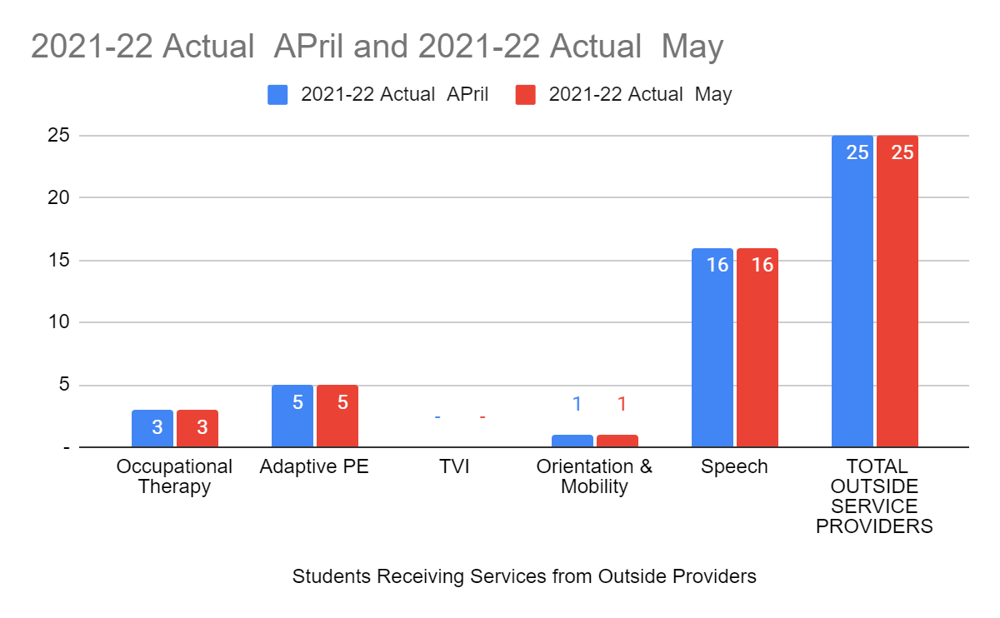 2021-22 Actual  APril and 2021-22 Actual  May
2021-22 Actual  APril
2021-22 Actual  May
25
20
15
10
5
-
3
3
5
5
-
-
1
1
16
16
25
25
Occupational
Therapy
Adaptive PE
TVI
Orientation &
Mobility
Speech
TOTAL
OUTSIDE
SERVICE
PROVIDERS
Students Receiving Services from Outside Providers